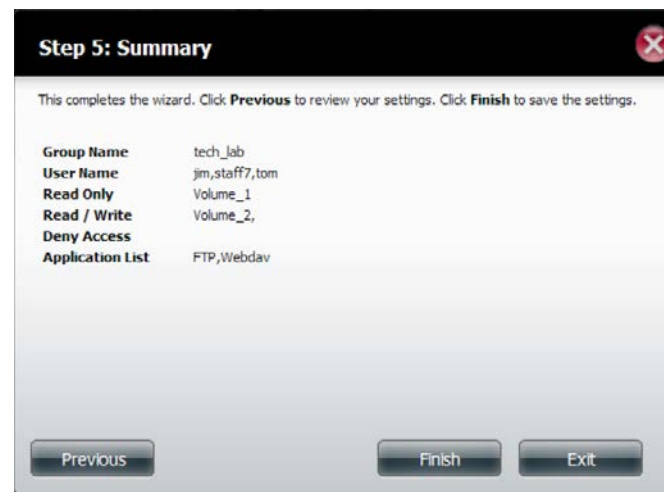 Step 5: Summary
This completes the wizard. Click Previous to review your settings. Click Finish to save the settings.
Group Name tech_lab
User Name jim,staff7,tom
Read Only Volume_1
Read / Write Volume_2,
Deny Access
Application List FTP,Webdav
Previous Finish Exit